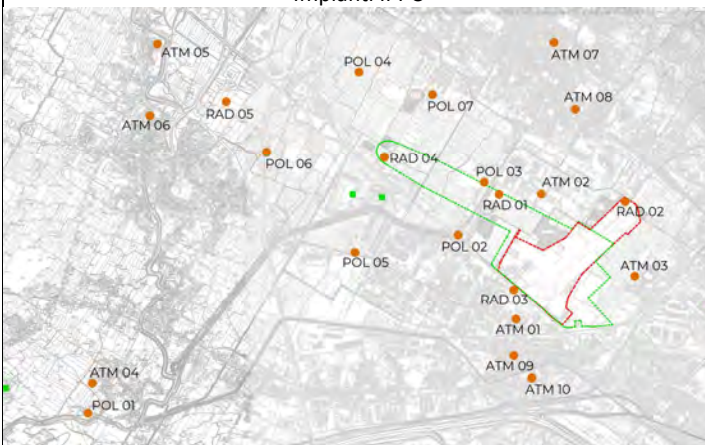 ATM 05
POL 04
ATM 07
POL 07
RAD 05
ATM 08
ATM 06
POL 06
RAD 04
POL 03
RAD 01
ATM 02
RAD 02
POL 02
POL 05
ATM 03
RAD 03
ATM 01
ATM 09
ATM 10
ATM 04
POL 01